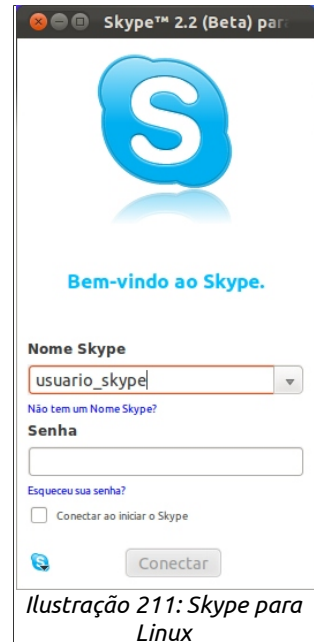 Skype™ 2.2 (Beta) par
S
Bem-vindo ao Skype.
Nome Skype
usuario_skype
Não tem um Nome Skype?
Senha
Esqueceu sua senha?
Conectar ao iniciar o Skype
Conectar
Ilustração 211: Skype para
Linux